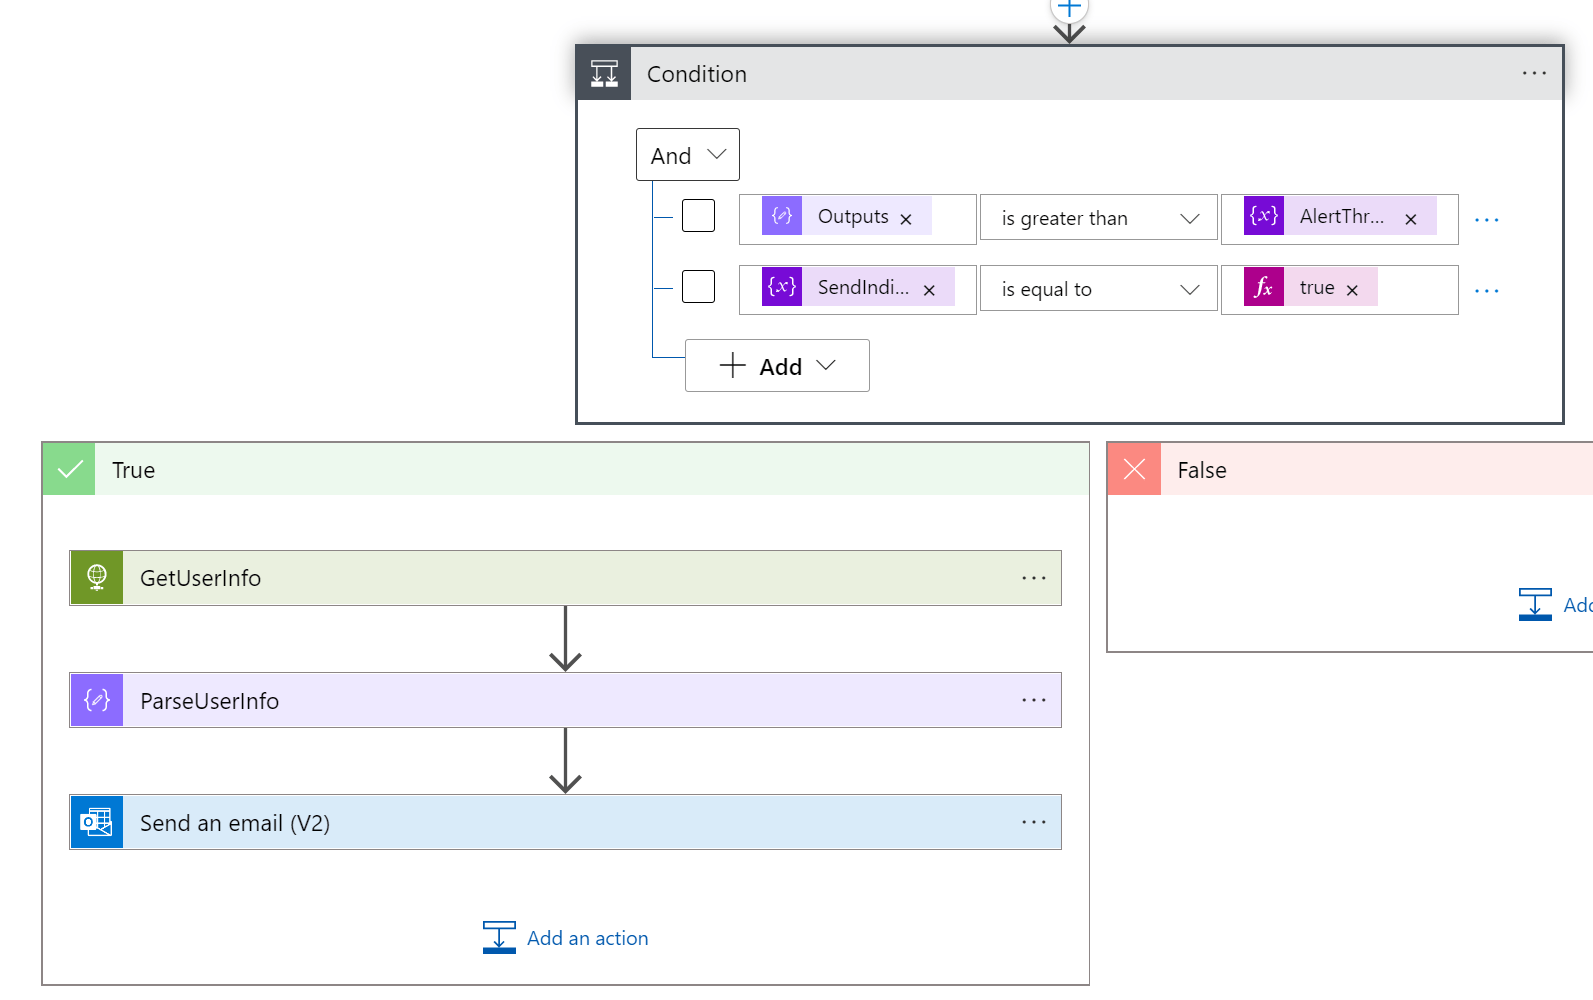 Condition
And
Outputs is greater than {x} AlertThr...
{x} SendIndi... is equal to fx true
Add
True
False
GetUserInfo
Add
ParseUserInfo
Send an email (V2)
Add an action